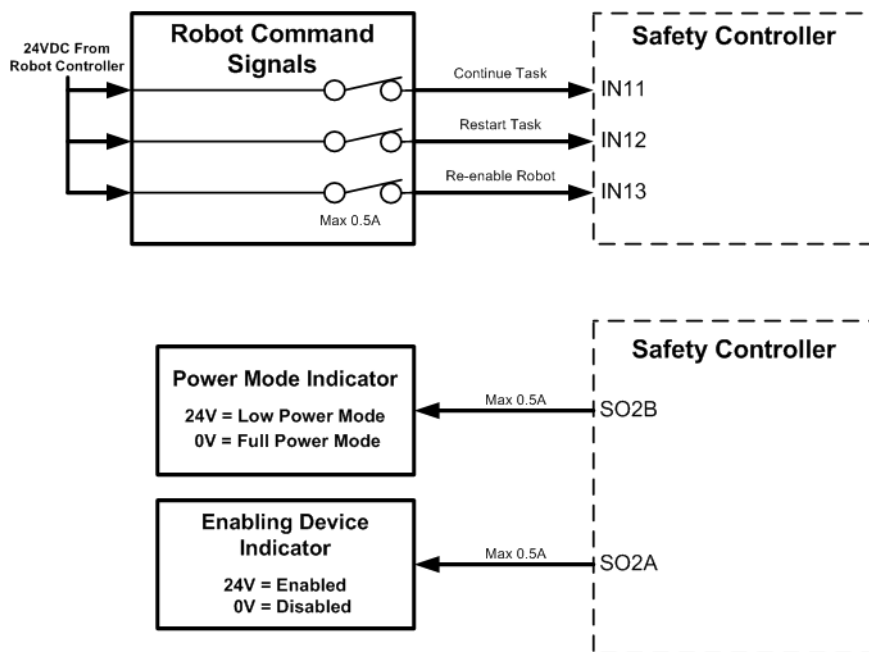 24VDC From
Robot Controller
Robot Command
Signals
Max 0.5A
Continue Task
Restart Task
Re-enable Robot
Safety Controller
IN11
IN12
IN13
Power Mode Indicator
24V = Low Power Mode
0V = Full Power Mode
Max 0.5A
Safety Controller
SO2B
Enabling Device
Indicator
24V = Enabled
0V = Disabled
Max 0.5A
SO2A